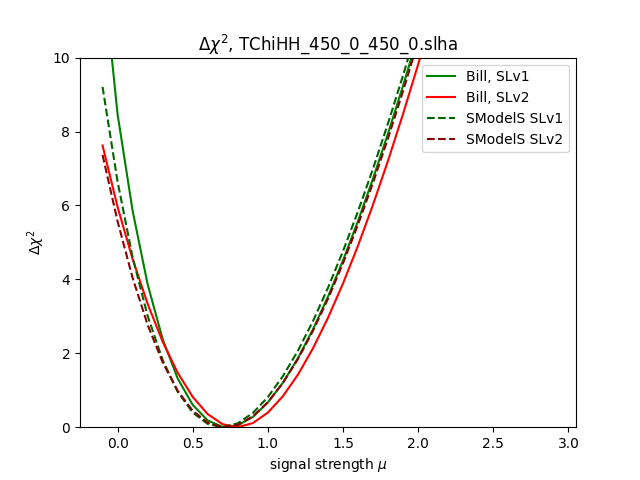 Δχ², TChiHH_450_0_450_0.slha
Bill, SLv1
Bill, SLv2
SModelS SLv1
SModelS SLv2
10
8
6
4
2
0
Δχ²
0.0 0.5 1.0 1.5 2.0 2.5 3.0
signal strength μ